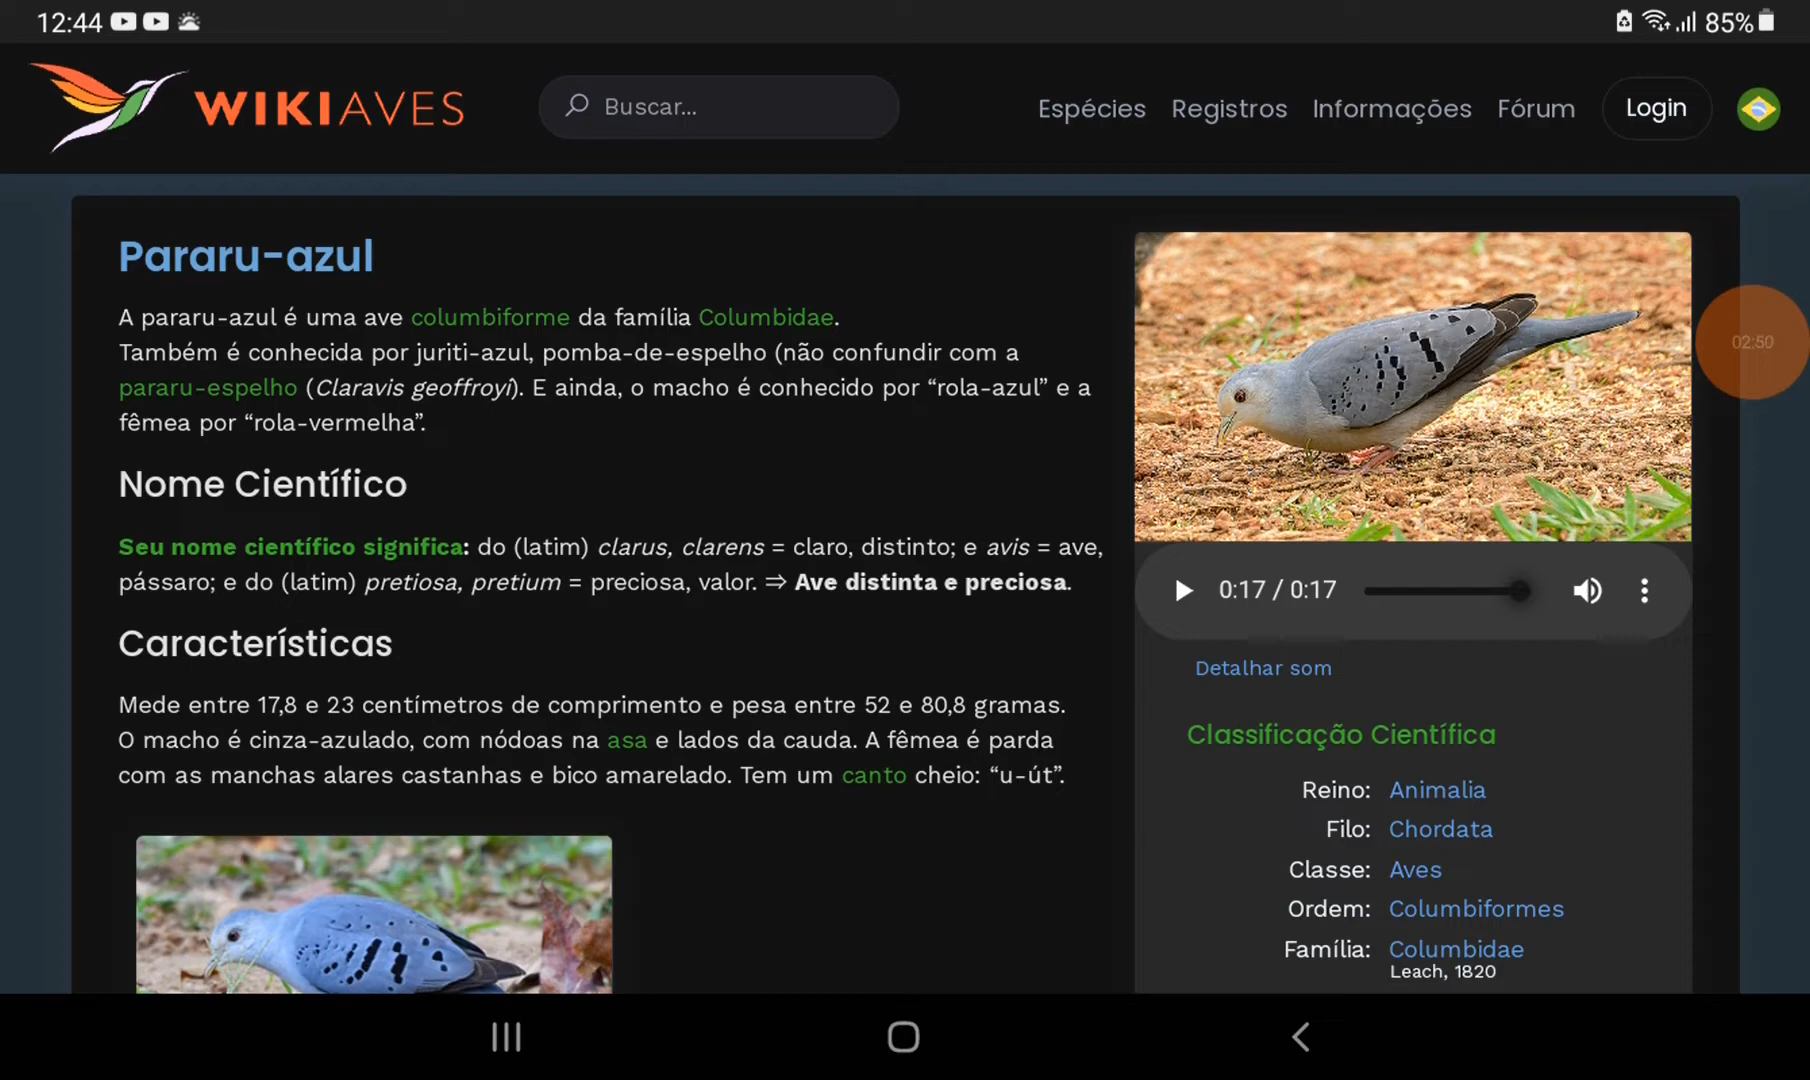 12:44
85%
WIKIAVES
Buscar...
Espécies Registros Informações Fórum Login
Pararu-azul
A pararu-azul é uma ave columbiforme da família Columbidae.
Também é conhecida por juriti-azul, pomba-de-espelho (não confundir com a
pararu-espelho (Claravis geoffroyi). E ainda, o macho é conhecido por “rola-azul” e a
fêmea por “rola-vermelha”.
Nome Científico
Seu nome científico significa: do (latim) clarus, clarens = claro, distinto; e avis = ave,
pássaro; e do (latim) pretiosa, pretium = preciosa, valor. ⇒ Ave distinta e preciosa.
Características
Mede entre 17,8 e 23 centímetros de comprimento e pesa entre 52 e 80,8 gramas.
O macho é cinza-azulado, com nódoas na asa e lados da cauda. A fêmea é parda
com as manchas alares castanhas e bico amarelado. Tem um canto cheio: “u-út”.
02:50
0:17 / 0:17
Detalhar som
Classificação Científica
Reino: Animalia
Filo: Chordata
Classe: Aves
Ordem: Columbiformes
Família: Columbidae
Leach, 1820